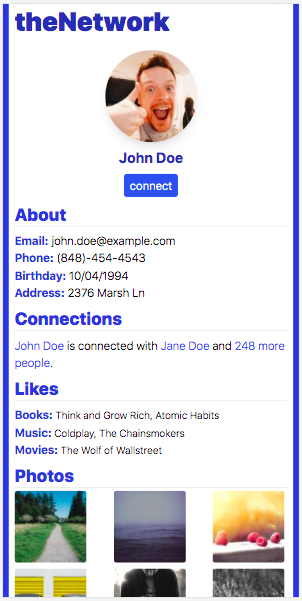 theNetwork
John Doe
connect
About
Email: john.doe@example.com
Phone: (848)-454-4543
Birthday: 10/04/1994
Address: 2376 Marsh Ln
Connections
John Doe is connected with Jane Doe and 248 more
people.
Likes
Books: Think and Grow Rich, Atomic Habits
Music: Coldplay, The Chainsmokers
Movies: The Wolf of Wallstreet
Photos